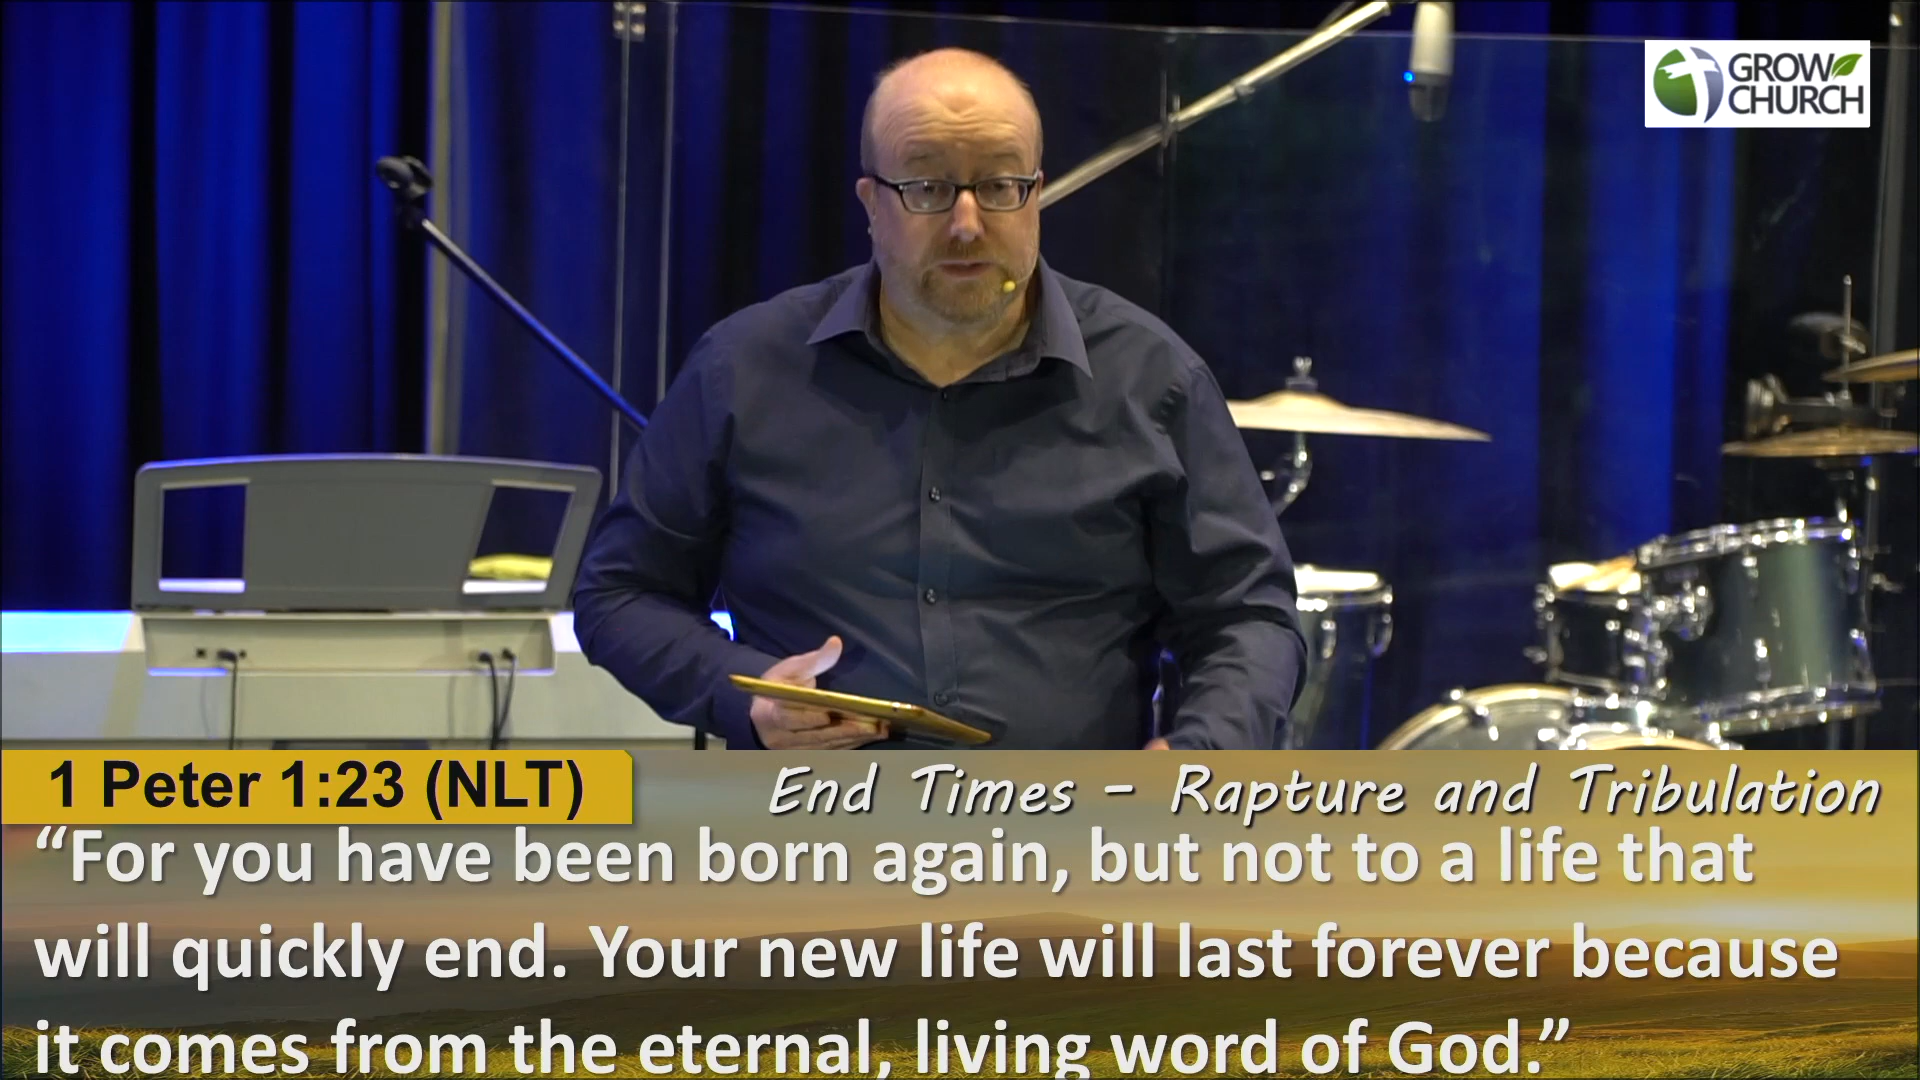 GROW
CHURCH
1 Peter 1:23 (NLT)
End Times - Rapture and Tribulation
“For you have been born again, but not to a life that
will quickly end. Your new life will last forever because
it comes from the eternal, living word of God.”